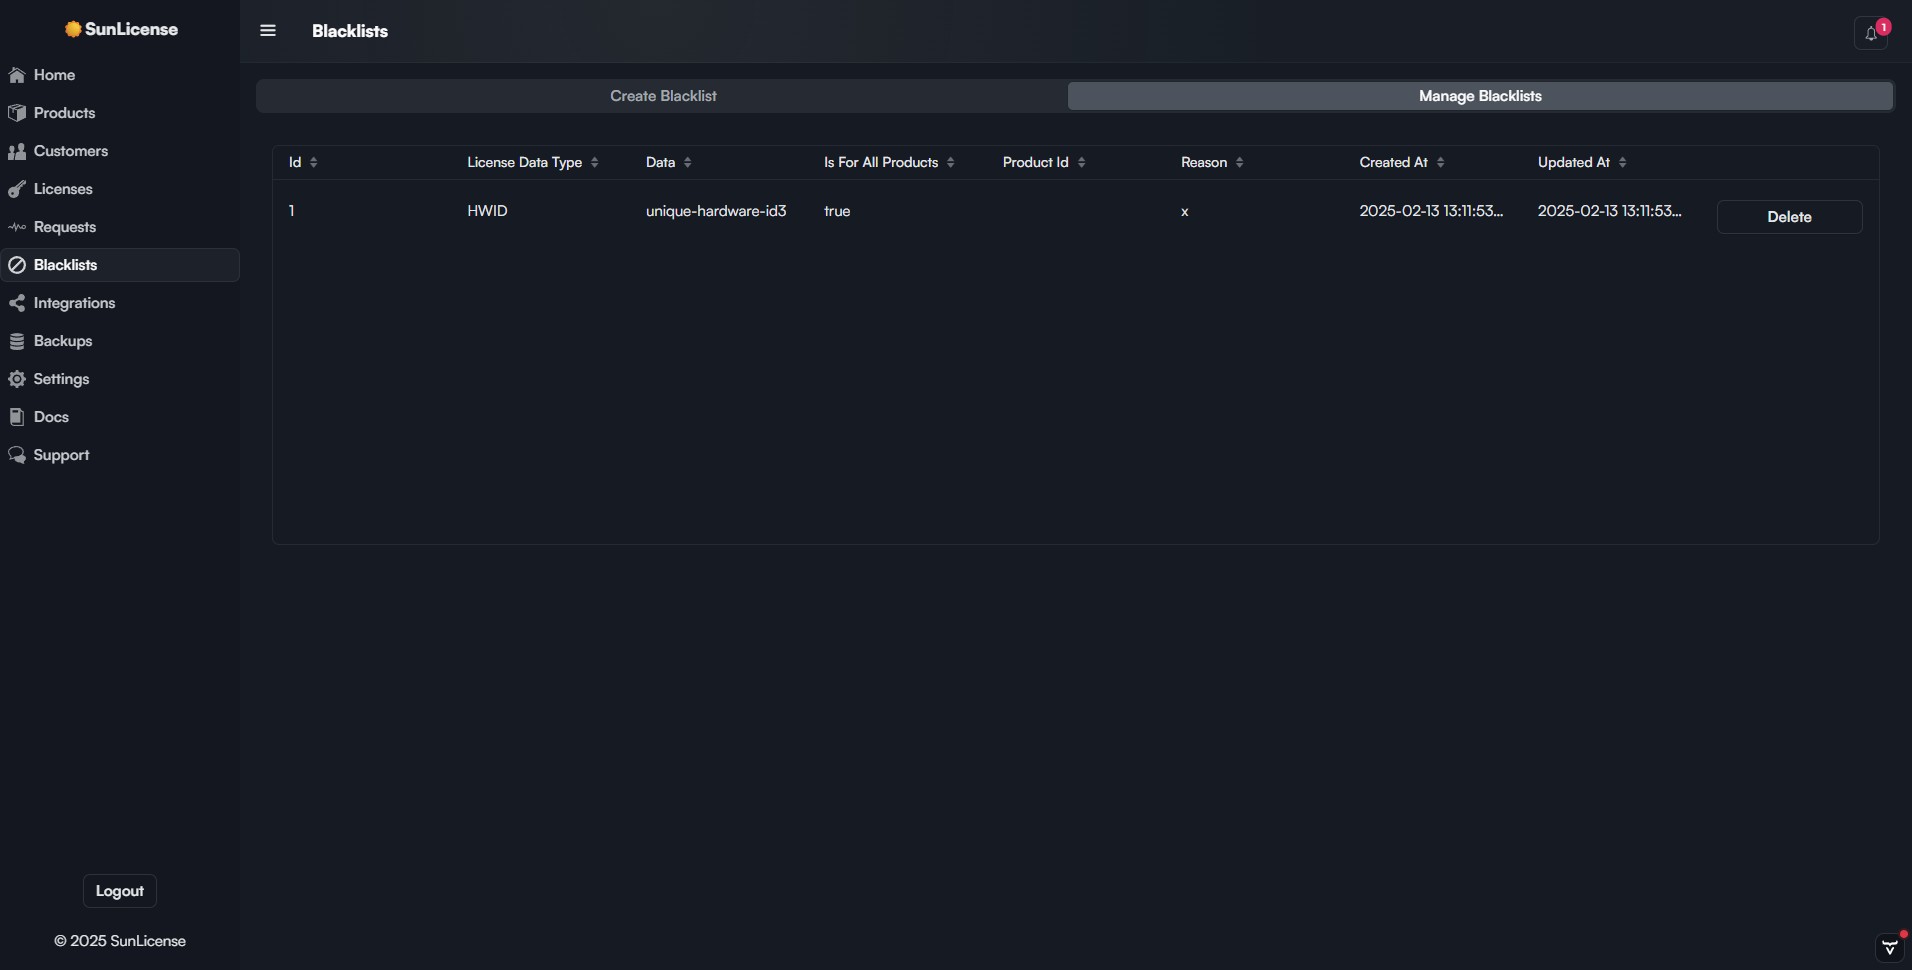 SunLicense
Home
Products
Customers
Licenses
Requests
Blacklists
Integrations
Backups
Settings
Docs
Support
Logout
© 2025 SunLicense
Blacklists
1
Create Blacklist
Manage Blacklists
Id License Data Type Data Is For All Products Product Id Reason Created At Updated At
1 HWID unique-hardware-id3 true x 2025-02-13 13:11:53... 2025-02-13 13:11:53... Delete